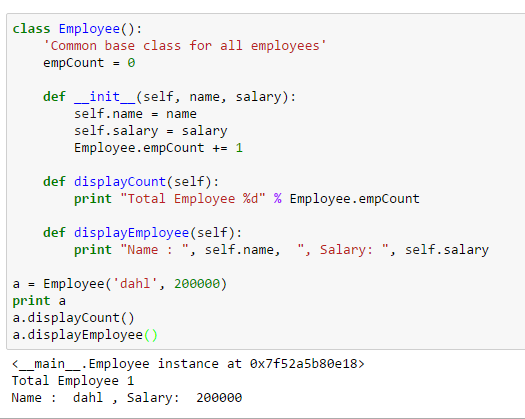 class Employee():
    'Common base class for all employees'
    empCount = 0
    def __init__(self, name, salary):
        self.name = name
        self.salary = salary
        Employee.empCount += 1
    def displayCount(self):
        print "Total Employee %d" % Employee.empCount
    def displayEmployee(self):
        print "Name : ", self.name,  ", Salary: ", self.salary
a = Employee('dahl', 200000)
print a
a.displayCount()
a.displayEmployee()
<__main__.Employee instance at 0x7f52a5b80e18>
Total Employee 1
Name :  dahl , Salary:  200000